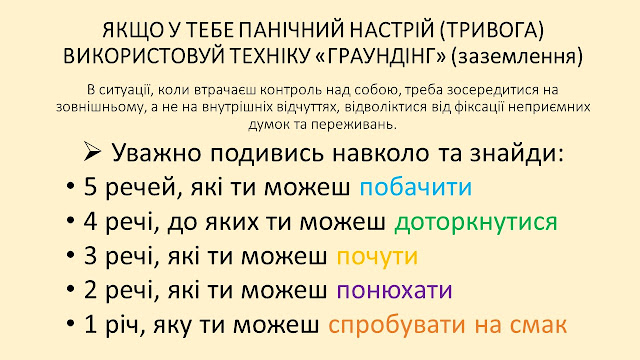 ЯКЩО У ТЕБЕ ПАНІЧНИЙ НАСТРІЙ (ТРИВОГА)
ВИКОРИСТОВУЙ ТЕХНІКУ «ГРАУНДІНГ» (заземлення)
В ситуації, коли втрачаєш контроль над собою, треба зосередитися на
зовнішньому, а не на внутрішніх відчуттях, відволіктися від фіксації неприємних
думок та переживань.
➢ Уважно подивись навколо та знайди:
• 5 речей, які ти можеш побачити
• 4 речі, до яких ти можеш доторкнутися
• 3 речі, які ти можеш почути
• 2 речі, які ти можеш понюхати
• 1 річ, яку ти можеш спробувати на смак